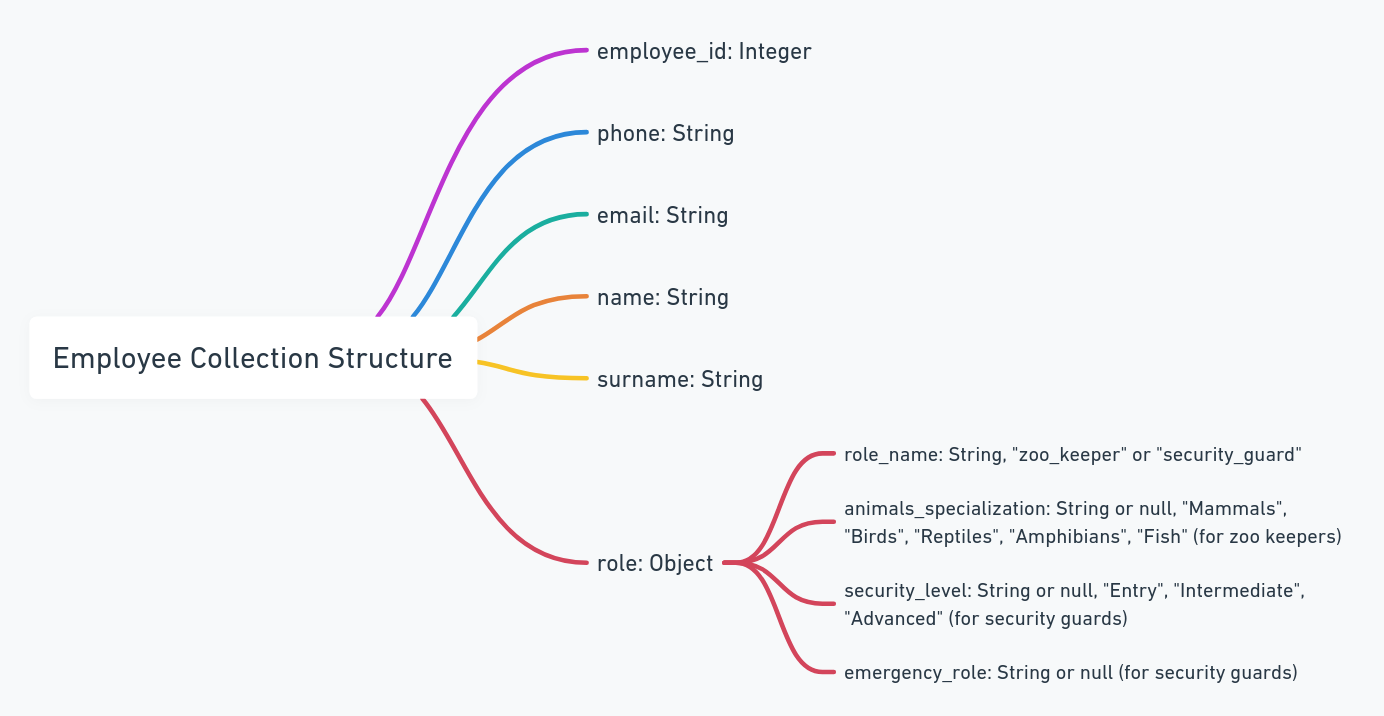 employee_id: Integer
phone: String
email: String
name: String
surname: String
Employee Collection Structure
role: Object
role_name: String, "zoo_keeper" or "security_guard"
animals_specialization: String or null, "Mammals",
"Birds", "Reptiles", "Amphibians", "Fish" (for zoo keepers)
security_level: String or null, "Entry", "Intermediate",
"Advanced" (for security guards)
emergency_role: String or null (for security guards)